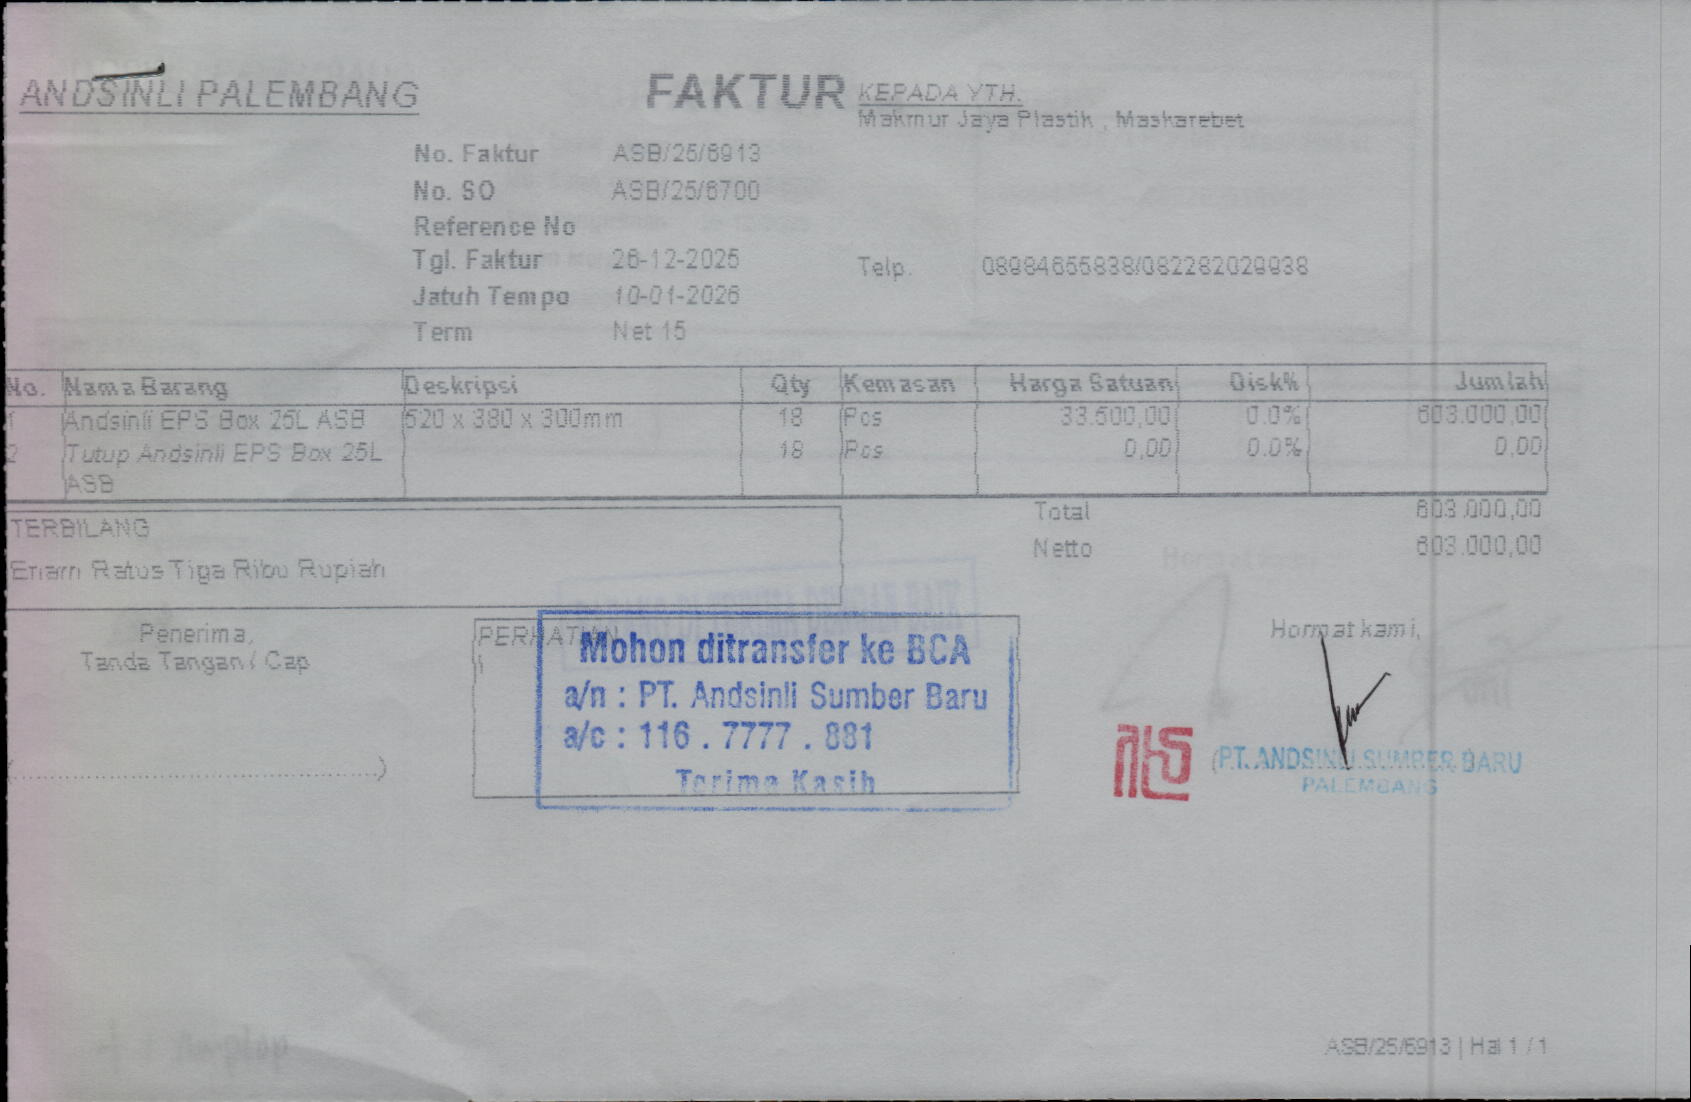 ANDSINLI PALEMBANG
FAKTUR
KEPADA YTH.
Makmur Jaya Plastik , Maskarebet
No. Faktur ASB/25/6913
No. SO ASB/25/6700
Reference No
Tgl. Faktur 26-12-2025
Telp. 08984655838/082282029938
Jatuh Tempo 10-01-2026
Term Net 15
No. Nama Barang Deskripsi Qty Kemasan Harga Satuan Disk% Jumlah
1 Andsinli EPS Box 25L ASB 520 x 380 x 300mm 18 Pcs 33.500,00 0.0% 603.000,00
2 Tutup Andsinli EPS Box 25L 18 Pcs 0,00 0.0% 0,00
ASB
Total 603.000,00
Netto 603.000,00
TERBILANG
Enam Ratus Tiga Ribu Rupiah
Penerima,
Tanda Tangan / Cap
(....................................................)
PERHATIAN
Mohon ditransfer ke BCA
a/n : PT. Andsinli Sumber Baru
a/c : 116 . 7777 . 881
Terima Kasih
Hormat kami,
(PT. ANDSINLI SUMBER BARU
PALEMBANG
ASB/25/6913 | Hal 1 / 1